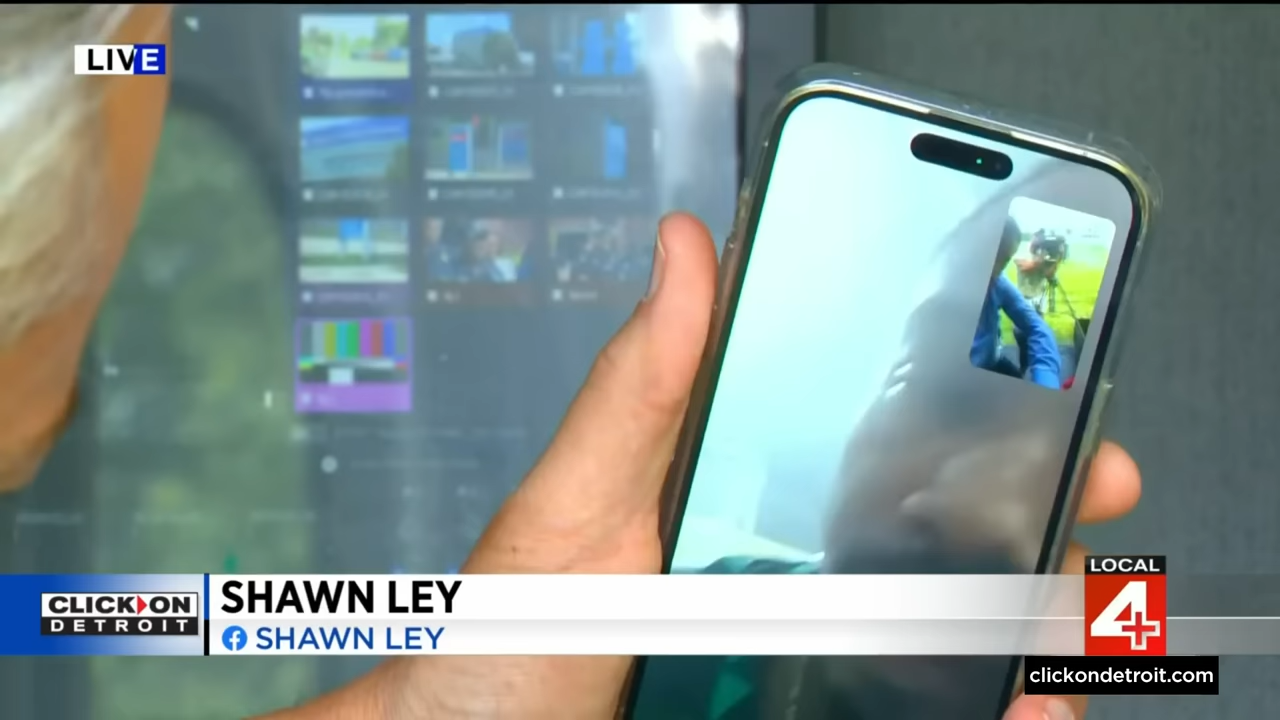 LIVE
CLICK ON
DETROIT
SHAWN LEY
SHAWN LEY
LOCAL
4+
clickondetroit.com